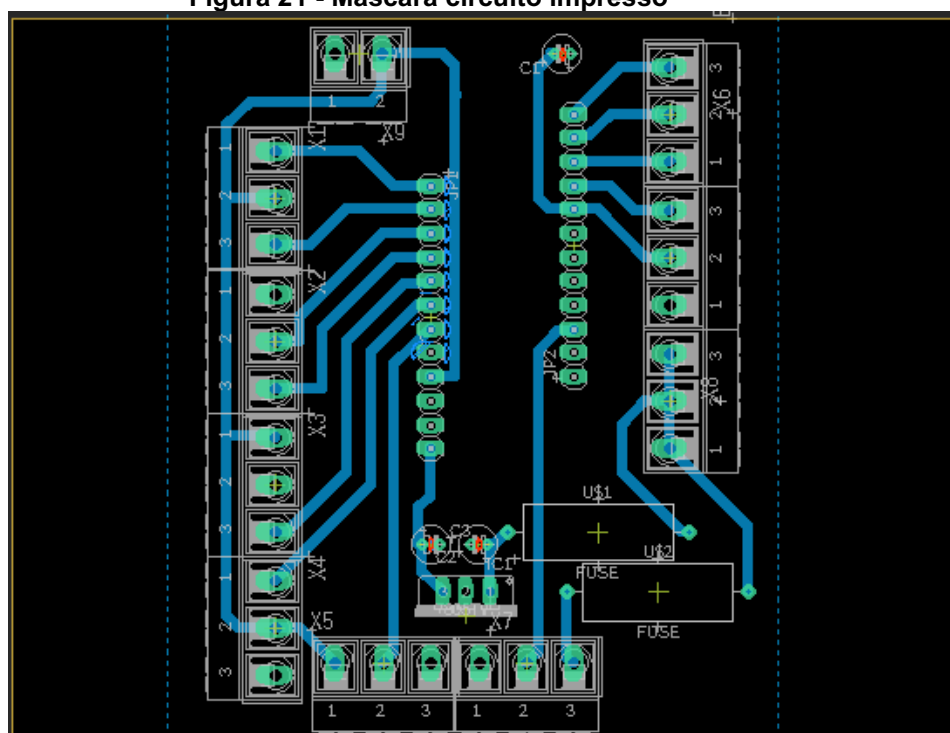 Figura 21 - Máscara circuito impresso
E
1 2
X9
C1
3
2
1
X6
1
2
3
X1
JP1
3
2
1
1
2
3
X2
JP2
3
2
1
X8
1
2
3
X3
U$1
FUSE
C3
C2
IC1
U$2
FUSE
1
2
3
X4
X5
X7
1 2 3 1 2 3